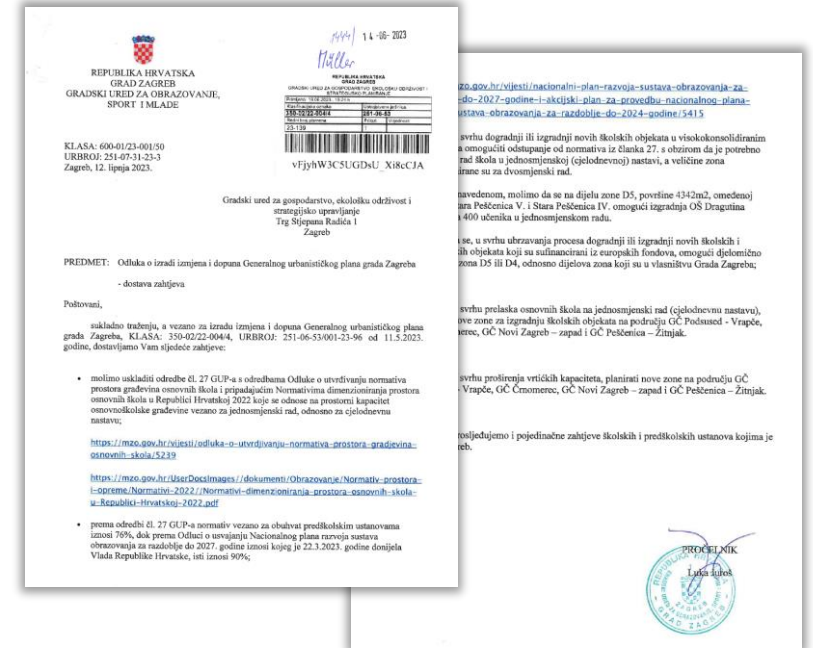 1444/ 14-06-2023
Müller
REPUBLIKA HRVATSKA
GRAD ZAGREB
GRADSKI URED ZA OBRAZOVANJE,
SPORT I MLADE
REPUBLIKA HRVATSKA
GRAD ZAGREB
GRADSKI URED ZA GOSPODARSTVO, EKOLOŠKU ODRŽIVOST I
STRATEGIJSKO PLANIRANJE
350-02/22-004/4
23-139
vFjyhW3C5UGDsU_Xi8cCJA
KLASA: 600-01/23-001/50
URBROJ: 251-07-31-23-3
Zagreb, 12. lipnja 2023.
Gradski ured za gospodarstvo, ekološku održivost i
strategijsko upravljanje
Trg Stjepana Radića 1
Zagreb
PREDMET: Odluka o izradi izmjena i dopuna Generalnog urbanističkog plana grada Zagreba
- dostava zahtjeva
Poštovani,
sukladno traženju, a vezano za izradu izmjena i dopuna Generalnog urbanističkog plana
grada Zagreba, KLASA: 350-02/22-004/4, URBROJ: 251-06-53/001-23-96 od 11.5.2023.
godine, dostavljamo Vam sljedeće zahtjeve:
• molimo uskladiti odredbe čl. 27 GUP-a s odredbama Odluke o utvrđivanju normativa
prostora građevina osnovnih škola i pripadajućim Normativima dimenzioniranja prostora
osnovnih škola u Republici Hrvatskoj 2022 koje se odnose na prostorni kapacitet
osnovnoškolske građevine vezano za jednosmjenski rad, odnosno za cjelodnevnu
nastavu;
https://mzo.gov.hr/vijesti/odluka-o-utvrdjivanju-normativa-prostora-gradjevina-
osnovnih-skola/5239
https://mzo.gov.hr/UserDocsImages//dokumenti/Obrazovanje/Normativ-prostora-
i-opreme/Normativi-2022//Normativi-dimenzioniranja-prostora-osnovnih-skola-
u-Republici-Hrvatskoj-2022.pdf
• prema odredbi čl. 27 GUP-a normativ vezano za obuhvat predškolskim ustanovama
iznosi 76%, dok prema Odluci o usvajanju Nacionalnog plana razvoja sustava
obrazovanja za razdoblje do 2027. godine iznosi kojeg je 22.3.2023. godine donijela
Vlada Republike Hrvatske, isti iznosi 90%;
zo.gov.hr/vijesti/nacionalni-plan-razvoja-sustava-obrazovanja-za-
-do-2027-godine-i-akcijski-plan-za-provedbu-nacionalnog-plana-
ustava-obrazovanja-za-razdoblje-do-2024-godine/5415
svrhu dogradnji ili izgradnji novih školskih objekata u visokokonsolidiranim
omogućiti odstupanje od normativa iz članka 27. s obzirom da je potrebno
rad škola u jednosmjenskoj (cjelodnevnoj) nastavi, a veličine zona
irane su za dvosmjenski rad.
navedenom, molimo da se na dijelu zone D5, površine 4342m2, omeđenoj
ara Peščenica V. i Stara Peščenica IV. omogući izgradnja OŠ Dragutina
400 učenika u jednosmjenskom radu.
se, u svrhu ubrzavanja procesa dogradnji ili izgradnji novih školskih i
ih objekata koji su sufinancirani iz europskih fondova, omogući djelomično
zona D5 ili D4, odnosno dijelova zona koji su u vlasništvu Grada Zagreba;
svrhu prelaska osnovnih škola na jednosmjenski rad (cjelodnevnu nastavu),
ove zone za izgradnju školskih objekata na području GČ Podsused - Vrapče,
merec, GČ Novi Zagreb – zapad i GČ Peščenica – Žitnjak.
svrhu proširenja vrtićkih kapaciteta, planirati nove zone na području GČ
- Vrapče, GČ Črnomerec, GČ Novi Zagreb – zapad i GČ Peščenica – Žitnjak.
rosljeđujemo i pojedinačne zahtjeve školskih i predškolskih ustanova kojima je
reb.
PROČELNIK
Luka Juroš